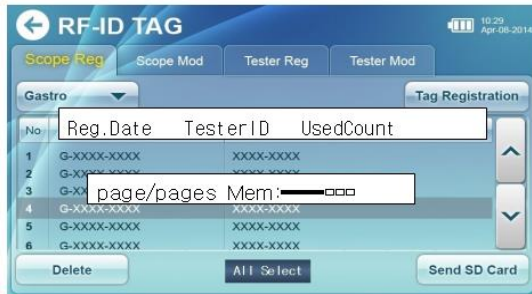 RF-ID TAG
10:29
Apr-08-2014
Scope Reg Scope Mod Tester Reg Tester Mod
Gastro Tag Registration
No Reg.Date TesterID UsedCount
1 G-XXXX-XXXX XXXX-XXXX
2 G-XXXX-XXXX XXXX-XXXX
3 G-XX
page/pages Mem:
4 G-XXXX-XXXX XXXX-XXXX
5 G-XXXX-XXXX XXXX-XXXX
6 G-XXXX-XXXX XXXX-XXXX
Delete All Select Send SD Card